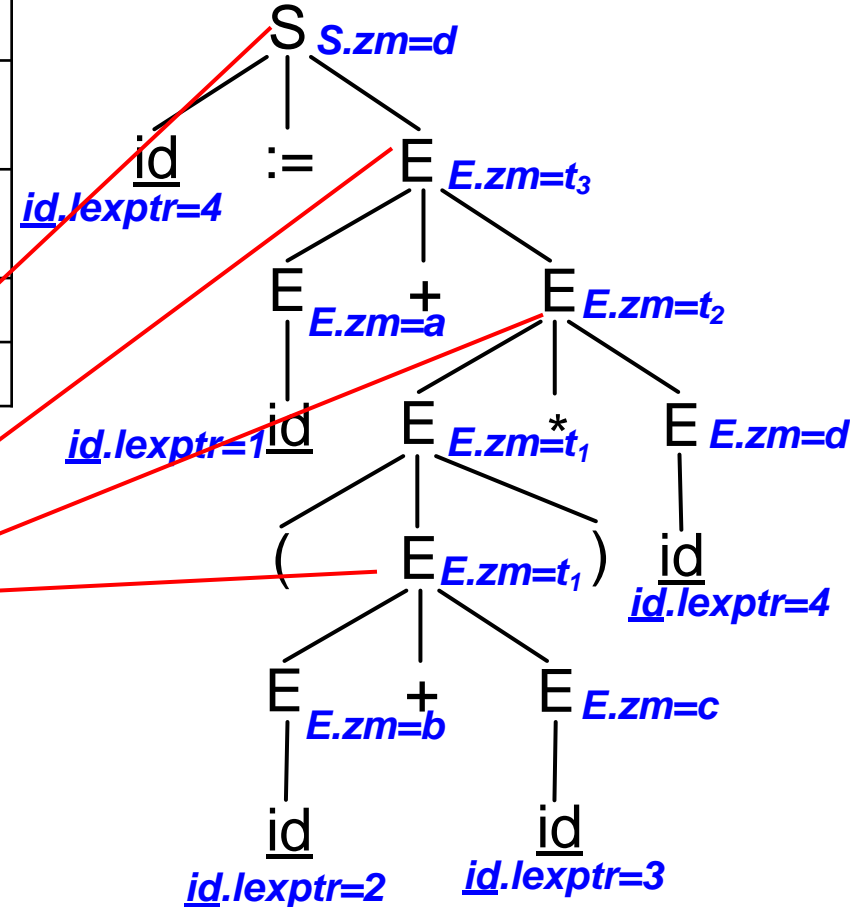 S S.zm=d
id := E E.zm=t3
id.lexptr=4
E E.zm=a + E E.zm=t2
id.lexptr=1 id E E.zm=t1 * E E.zm=d
( E E.zm=t1 ) id
id.lexptr=4
E E.zm=b + E E.zm=c
id id
id.lexptr=2 id.lexptr=3